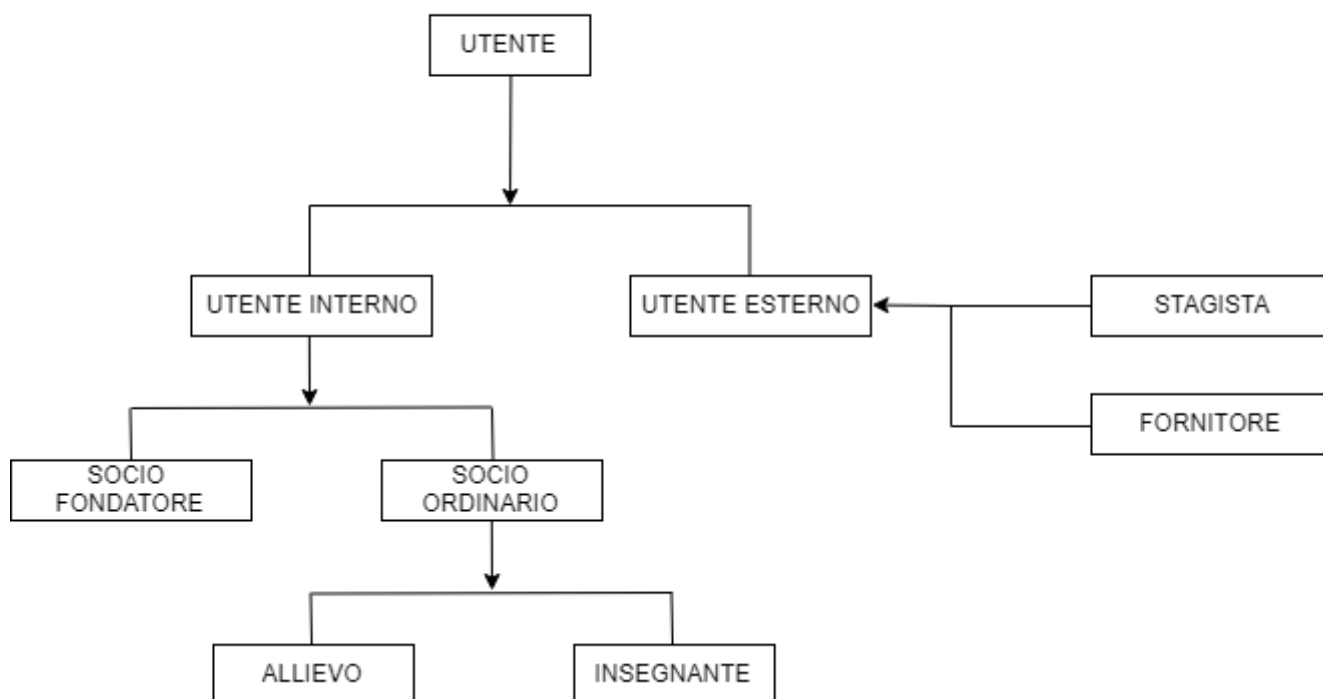 UTENTE
UTENTE INTERNO
UTENTE ESTERNO
STAGISTA
FORNITORE
SOCIO
FONDATORE
SOCIO
ORDINARIO
ALLIEVO
INSEGNANTE